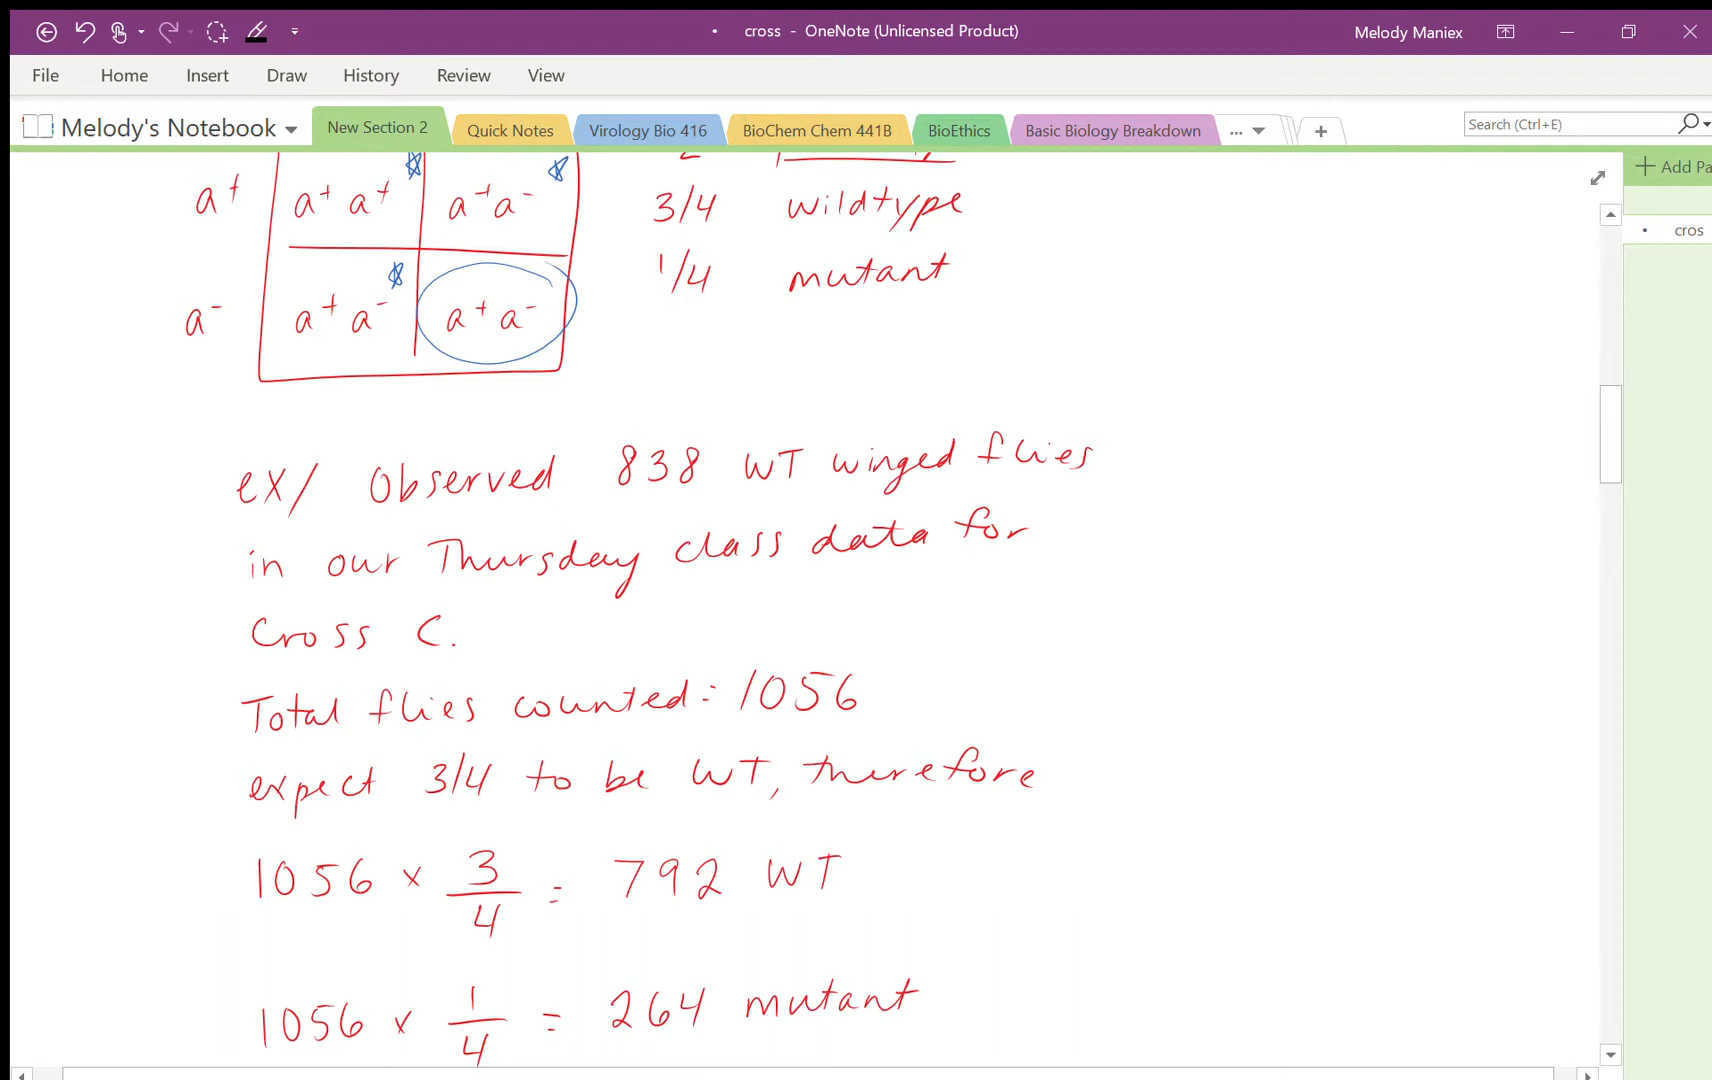 cross - OneNote (Unlicensed Product)
Melody Maniex
File Home Insert Draw History Review View
Melody's Notebook
New Section 2
Quick Notes
Virology Bio 416
BioChem Chem 441B
BioEthics
Basic Biology Breakdown
...
+
Search (Ctrl+E)
+ Add Pa
cros
a+ a+ a+ a+ a-
3/4 wildtype
a- a+ a- a+ a-
1/4 mutant
ex/ Observed 838 WT winged flies
in our Thursday class data for
Cross C.
Total flies counted = 1056
expect 3/4 to be WT, therefore
1056 x 3/4 = 792 WT
1056 x 1/4 = 264 mutant